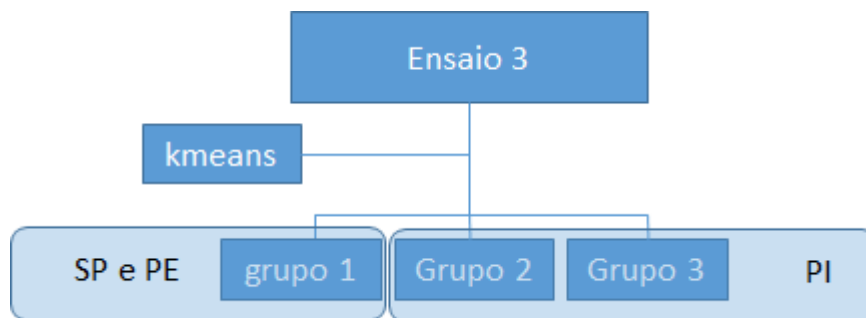 Ensaio 3
kmeans
SP e PE
grupo 1
Grupo 2
Grupo 3
PI